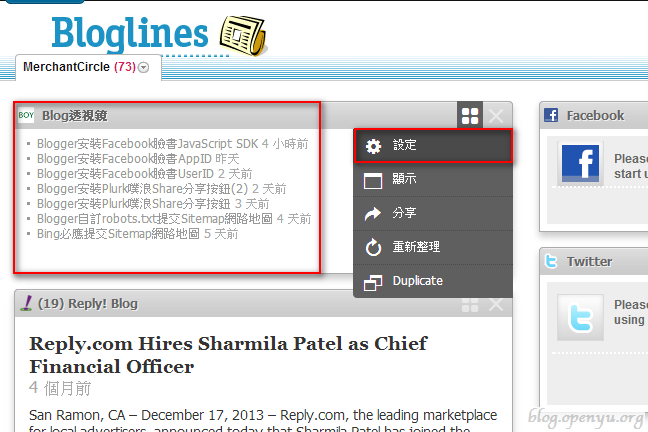 Bloglines
MerchantCircle (73)
BOY Blog透視鏡
Blogger安裝Facebook臉書JavaScript SDK 4 小時前
Blogger安裝Facebook臉書AppID 昨天
Blogger安裝Facebook臉書UserID 2 天前
Blogger安裝Plurk噗浪Share分享按鈕(2) 2 天前
Blogger安裝Plurk噗浪Share分享按鈕 3 天前
Blogger自訂robots.txt提交Sitemap網路地圖 4 天前
Bing必應提交Sitemap網路地圖 5 天前
設定
顯示
分享
重新整理
Duplicate
(19) Reply! Blog
Reply.com Hires Sharmila Patel as Chief
Financial Officer
4 個月前
San Ramon, CA – December 17, 2013 – Reply.com, the leading marketplace
for local advertisers, announced today that Sharmila Patel has joined the
Facebook
Please
start u
Twitter
Please
using
blog.openyu.org